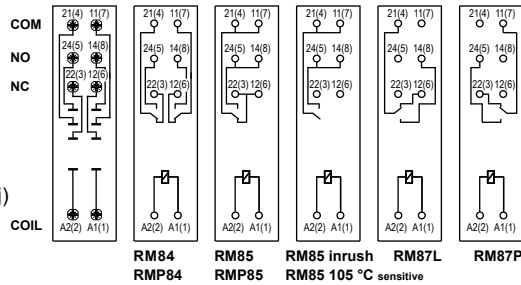 21(4) 11(7) 21(4) 11(7) 21(4) 11(7) 21(4) 11(7) 21(4) 11(7) 21(4) 11(7)
COM
NO 24(5) 14(8) 24(5) 14(8) 24(5) 14(8) 24(5) 14(8) 24(5) 14(8) 24(5) 14(8)
NC 22(3) 12(6) 22(3) 12(6) 22(3) 12(6) 22(3) 12(6) 22(3) 12(6) 22(3) 12(6)
COIL A2(2) A1(1) A2(2) A1(1) A2(2) A1(1) A2(2) A1(1) A2(2) A1(1) A2(2) A1(1)
RM84 RM85 RM85 inrush RM87L RM87P
RMP84 RMP85 RM85 105 °C sensitive